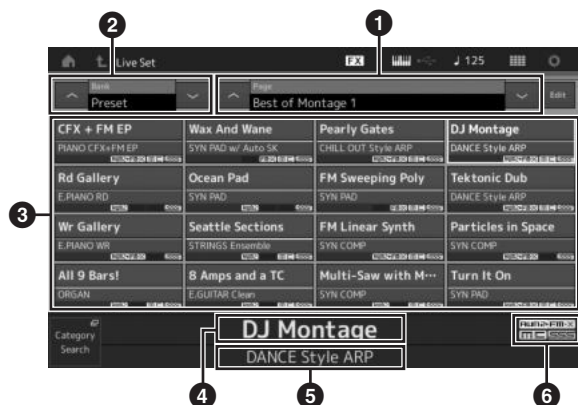 2
1
Live Set
FX
125
Bank
Preset
Page
Best of Montage 1
Edit
3
CFX + FM EP
Wax And Wane
Pearly Gates
DJ Montage
PIANO CFX+FM EP
SYN PAD w/ Auto SK
CHILL OUT Style ARP
DANCE Style ARP
Rd Gallery
Ocean Pad
FM Sweeping Poly
Tektonic Dub
E.PIANO RD
SYN PAD
SYN PAD
DANCE Style ARP
Wr Gallery
Seattle Sections
FM Linear Synth
Particles in Space
E.PIANO WR
STRINGS Ensemble
SYN COMP
SYN COMP
All 9 Bars!
8 Amps and a TC
Multi-Saw with M…
Turn It On
ORGAN
E.GUITAR Clean
SYN COMP
SYN PAD
Category
Search
DJ Montage
DANCE Style ARP
AWM2+FM-X
MC SSS
4
5
6